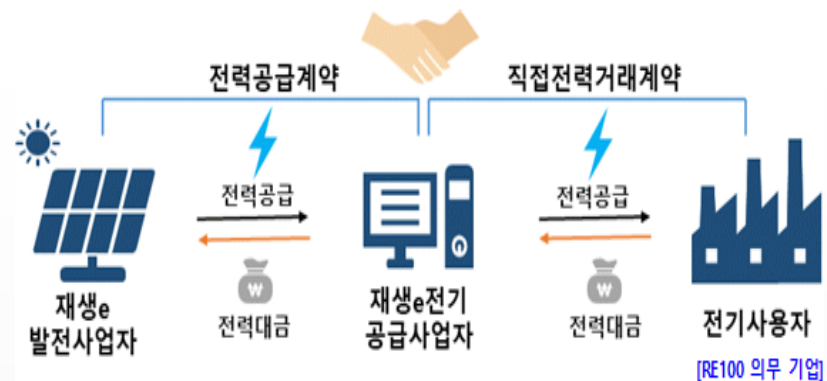 전력공급계약
직접전력거래계약
전력공급
전력공급
₩
전력대금
₩
전력대금
재생e
발전사업자
재생e전기
공급사업자
전기사용자
[RE100 의무 기업]